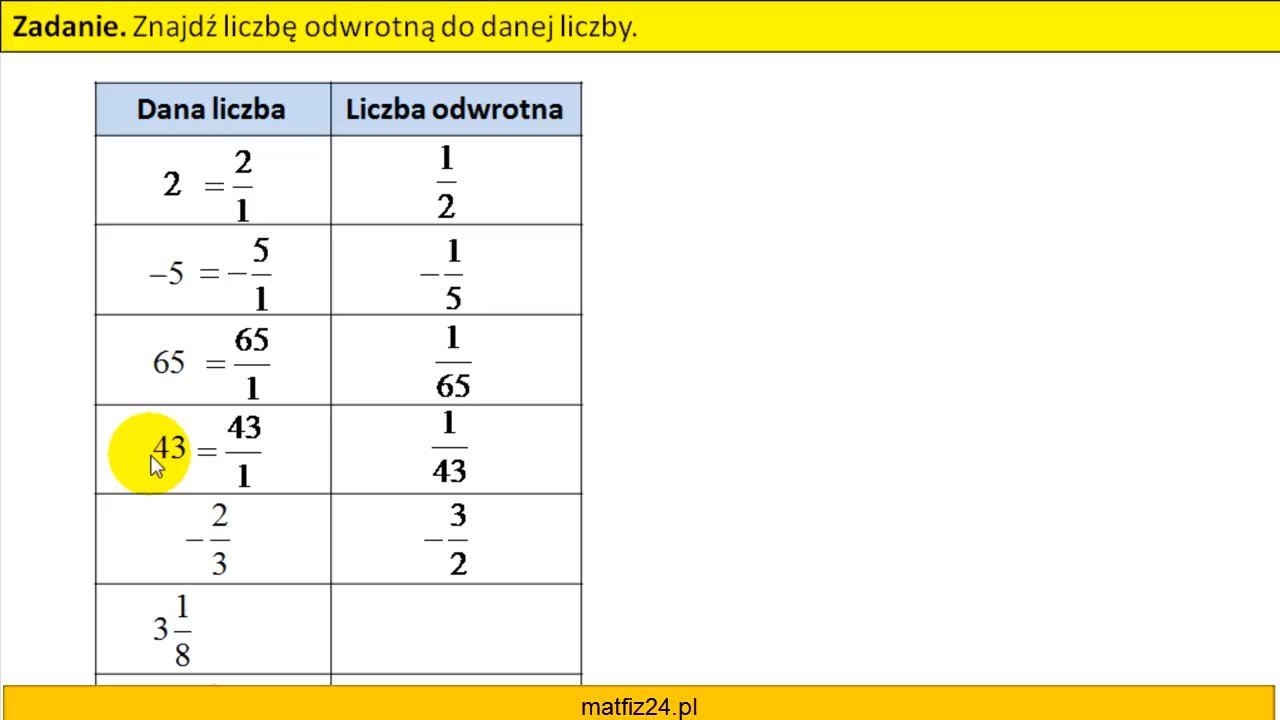 Zadanie. Znajdź liczbę odwrotną do danej liczby.
Dana liczba Liczba odwrotna
2 = 2/1 1/2
–5 = –5/1 –1/5
65 = 65/1 1/65
43 = 43/1 1/43
–2/3 –3/2
3 1/8
matfiz24.pl